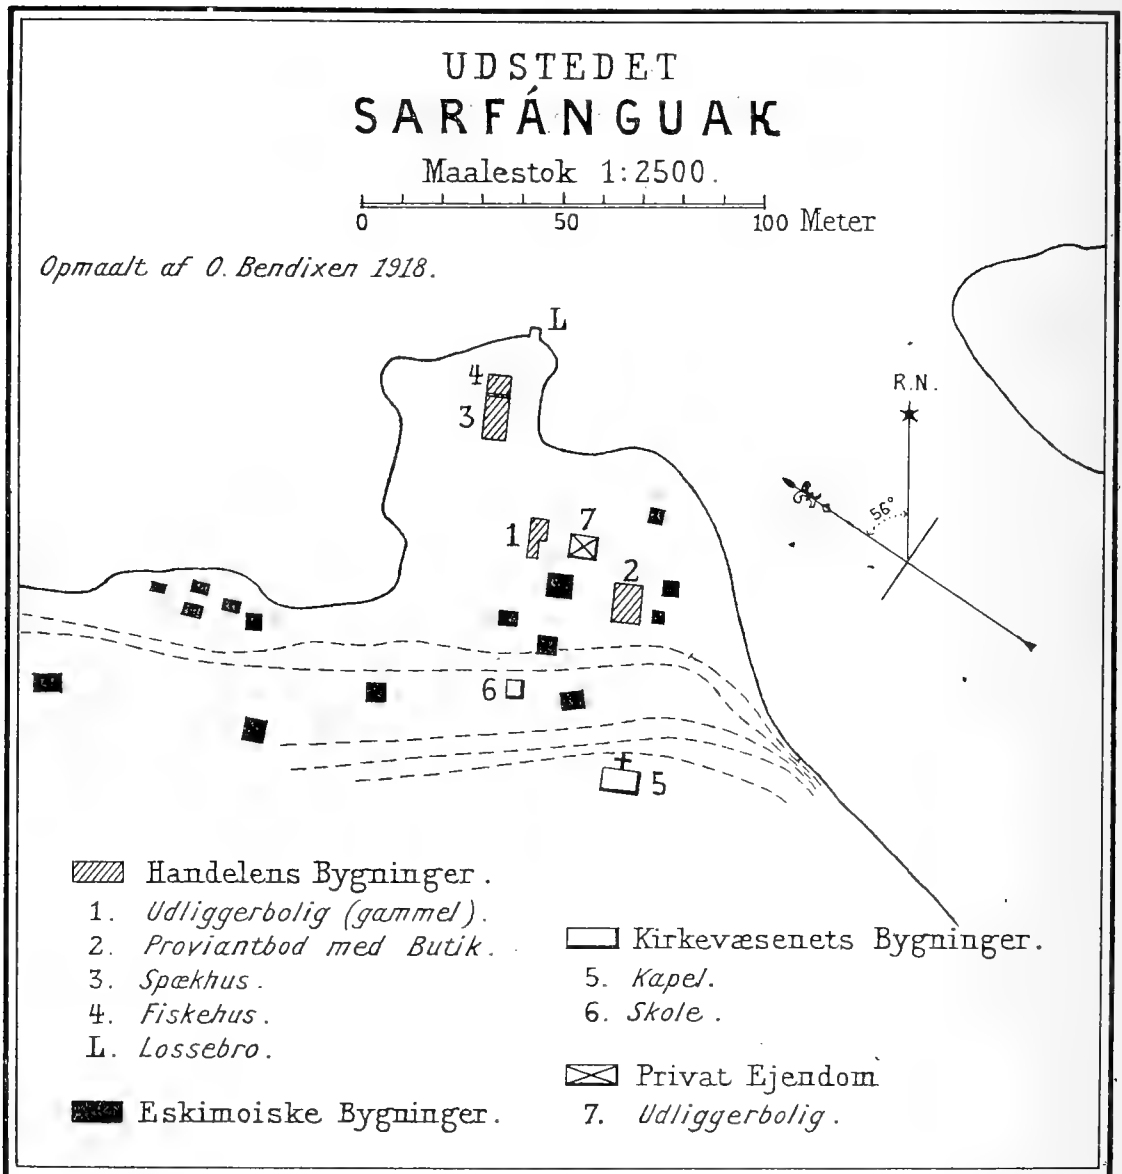 UDSTEDET
SARFÁNGUAK
Maalestok 1:2500.
0 50 100 Meter
Opmaalt af O. Bendixen 1918.
L
4
R.N.
3
56°
7
1
2
6
5
Handelens Bygninger.
1. Udliggerbolig (gammel).
2. Proviantbod med Butik.
3. Spækhus.
4. Fiskehus.
L. Lossebro.
Eskimoiske Bygninger.
Kirkevæsenets Bygninger.
5. Kapel.
6. Skole.
Privat Ejendom
7. Udliggerbolig.